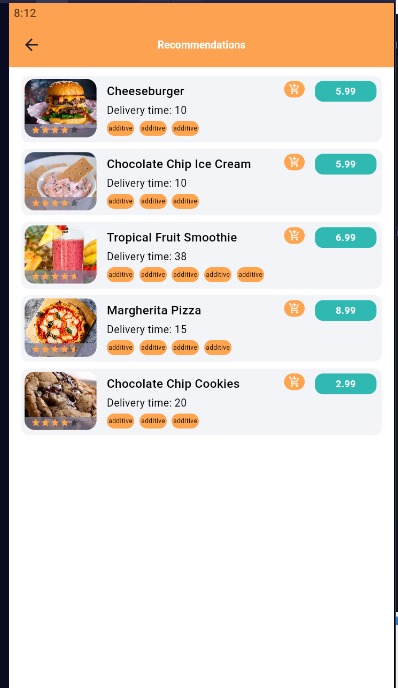 8:12
Recommendations
Cheeseburger
5.99
Delivery time: 10
additive additive additive
Chocolate Chip Ice Cream
5.99
Delivery time: 10
additive additive additive
Tropical Fruit Smoothie
6.99
Delivery time: 38
additive additive additive additive additive
Margherita Pizza
8.99
Delivery time: 15
additive additive additive additive
Chocolate Chip Cookies
2.99
Delivery time: 20
additive additive additive